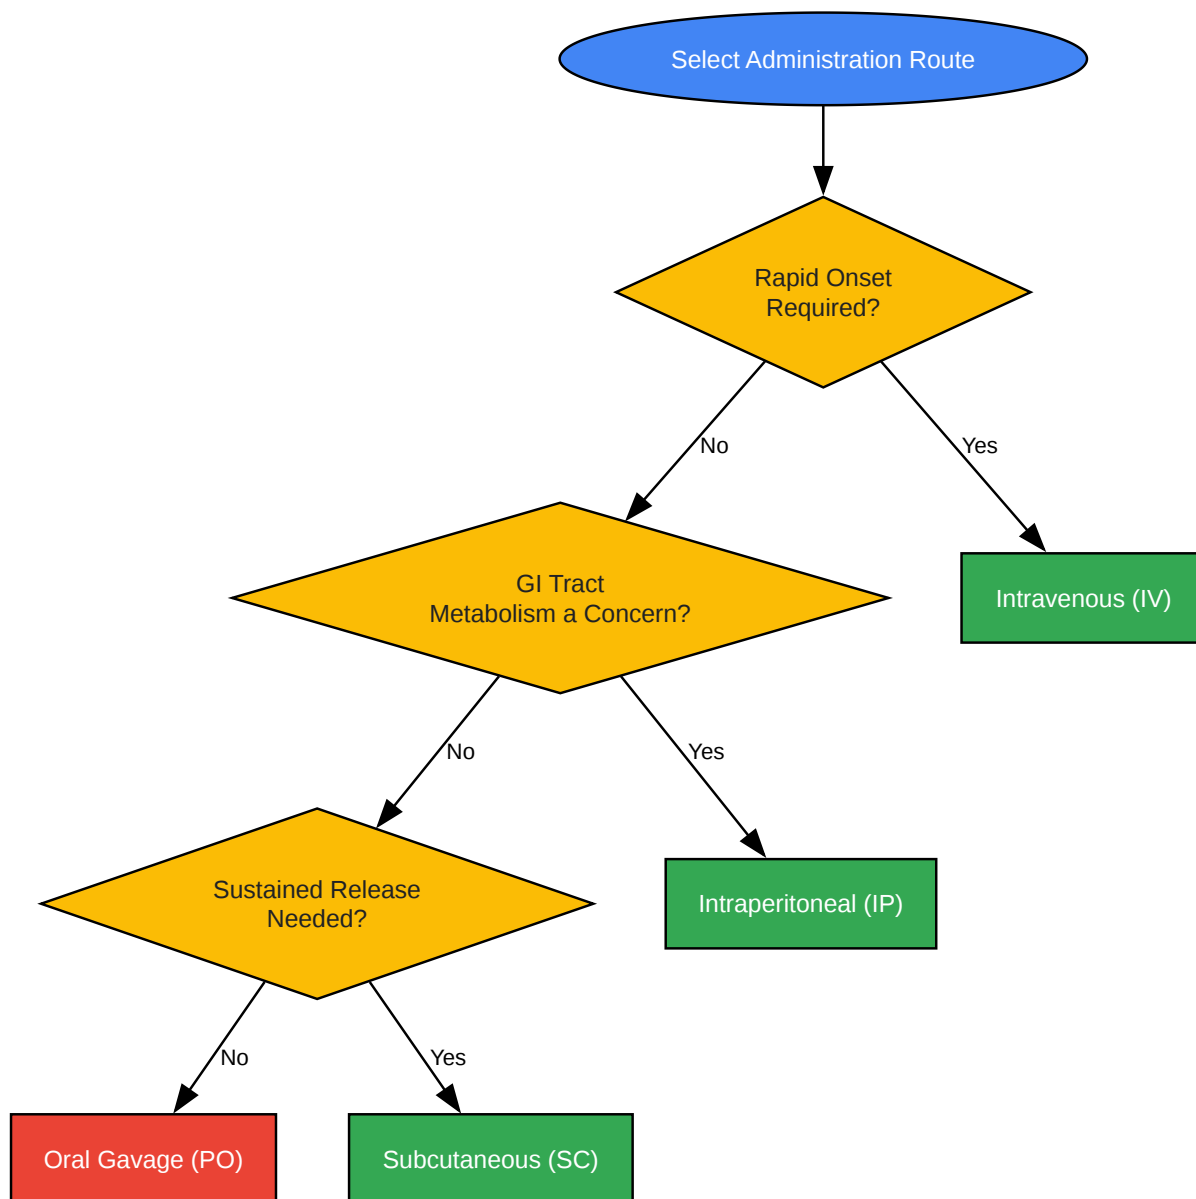 Select Administration Route
Rapid Onset
Required?
No
Yes
GI Tract
Metabolism a Concern?
Intravenous (IV)
No
Yes
Sustained Release
Needed?
Intraperitoneal (IP)
No
Yes
Oral Gavage (PO)
Subcutaneous (SC)